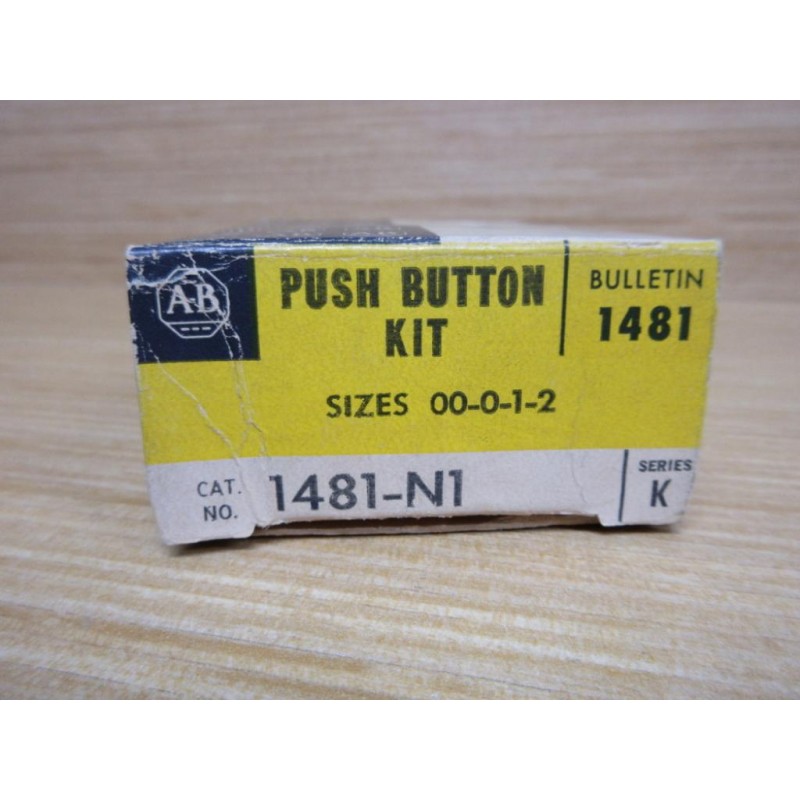 A-B
PUSH BUTTON
KIT
BULLETIN
1481
SIZES 00-0-1-2
CAT.
NO.
1481-N1
SERIES
K